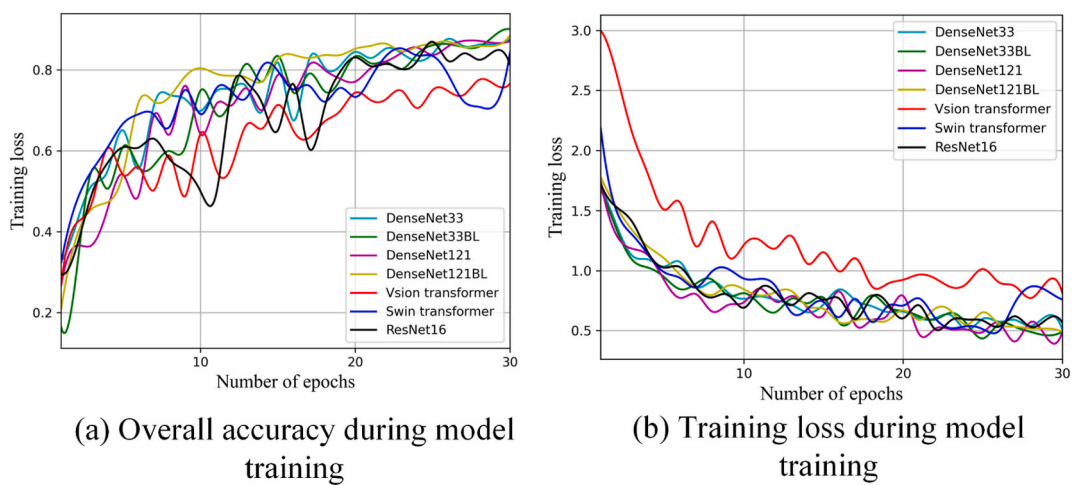 Training loss
0.8
0.6
0.4
0.2
DenseNet33
DenseNet33BL
DenseNet121
DenseNet121BL
Vsion transformer
Swin transformer
ResNet16
10
20
30
Number of epochs
(a) Overall accuracy during model
training
Training loss
3.0
2.5
2.0
1.5
1.0
0.5
DenseNet33
DenseNet33BL
DenseNet121
DenseNet121BL
Vsion transformer
Swin transformer
ResNet16
10
20
30
Number of epochs
(b) Training loss during model
training